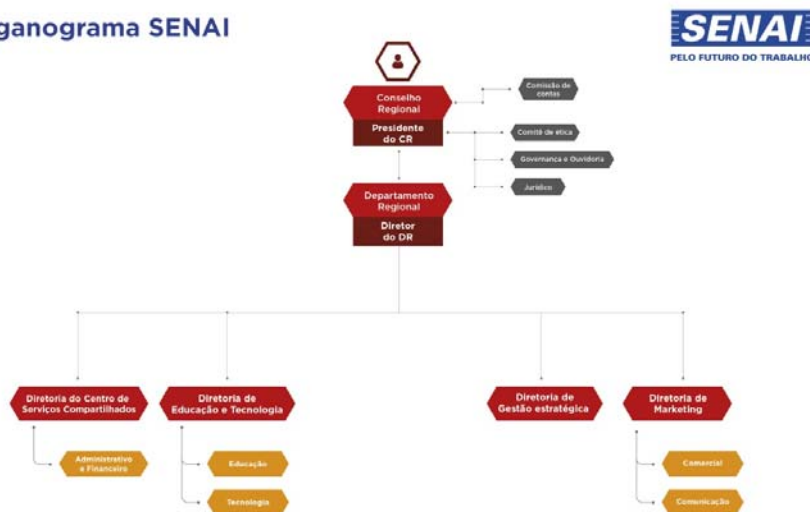 ganograma SENAI
SENAI
PELO FUTURO DO TRABALHO
Conselho
Regional
Presidente
do CR
Comissão de
contas
Comitê de ética
Governança e Ouvidoria
Jurídico
Departamento
Regional
Diretor
do DR
Diretoria do Centro de
Serviços Compartilhados
Diretoria de
Educação e Tecnologia
Diretoria de
Gestão estratégica
Diretoria de
Marketing
Administrativo
e Financeiro
Educação
Comercial
Tecnologia
Comunicação